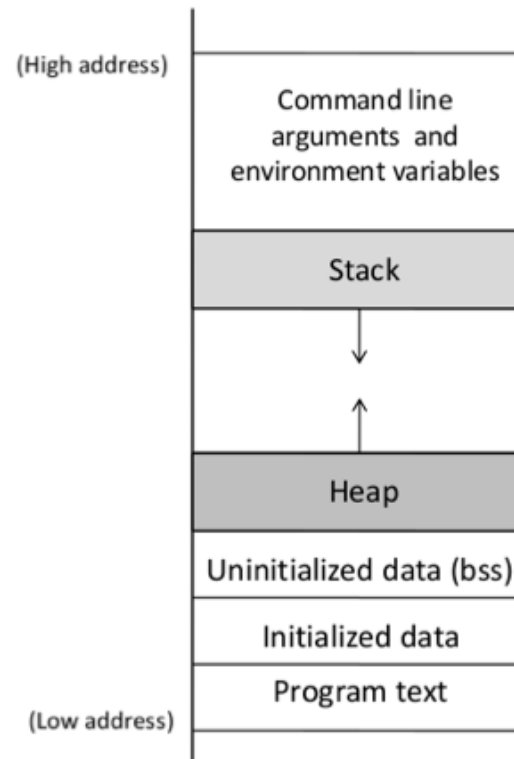 (High address)
Command line
arguments and
environment variables
Stack
Heap
Uninitialized data (bss)
Initialized data
Program text
(Low address)